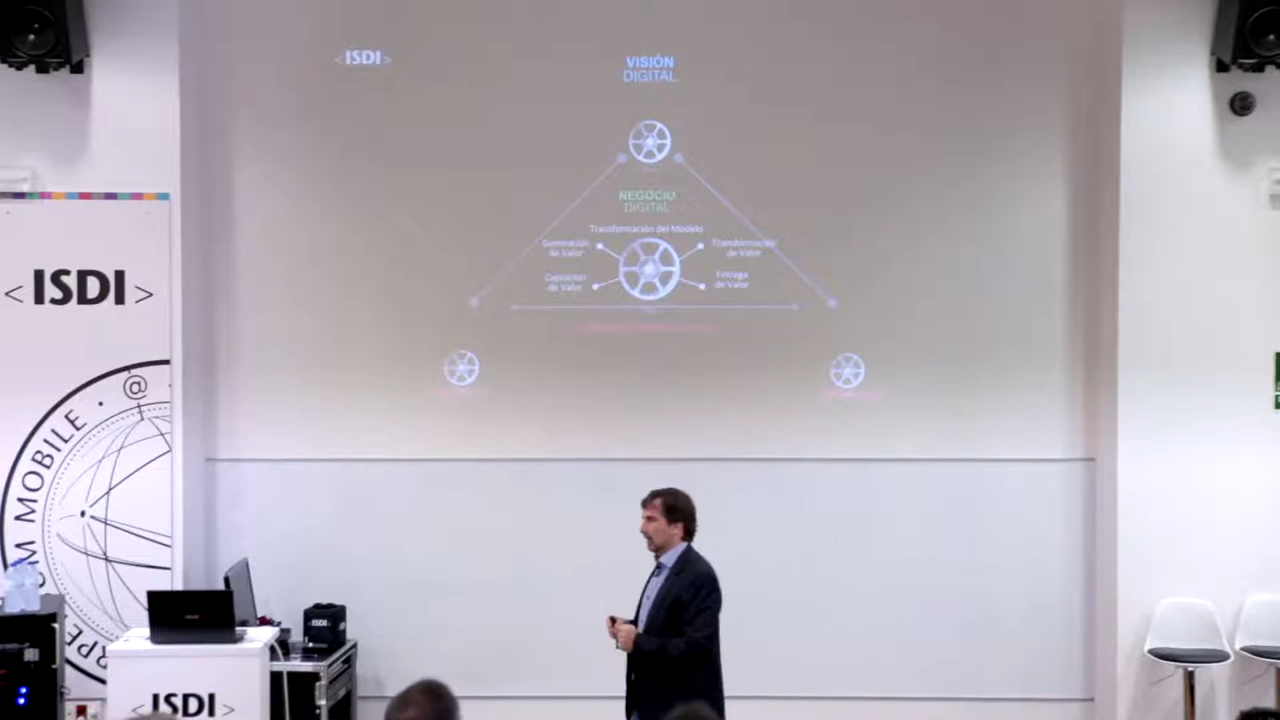 <ISDI>
VISIÓN
DIGITAL
NEGOCIO
DIGITAL
Transformación del Modelo
Generación
de Valor
Transformación
de Valor
Captación
de Valor
Entrega
de Valor
<ISDI>
MOBILE
@
<ISDI>
<ISDI>